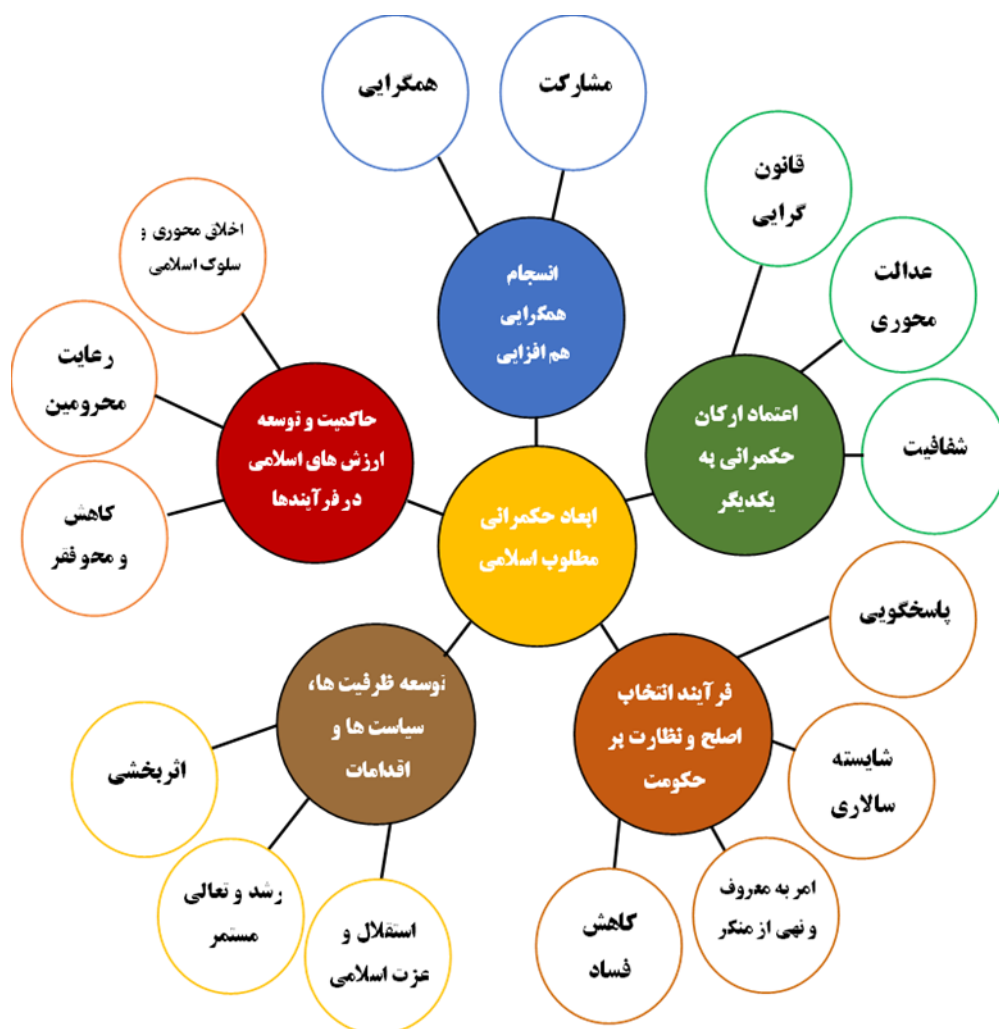 همگرایی
مشارکت
قانون
گرایی
عدالت
محوری
شفافیت
اخلاق محوری و
سلوک اسلامی
رعایت
محرومین
کاهش
و محو فقر
انسجام
همگرایی
هم افزایی
حاکمیت و توسعه
ارزش های اسلامی
در فرآیندها
اعتماد ارکان
حکمرانی به
یکدیگر
ابعاد حکمرانی
مطلوب اسلامی
توسعه ظرفیت ها،
سیاست ها و
اقدامات
فرآیند انتخاب
اصلح و نظارت بر
حکومت
پاسخگویی
شایسته
سالاری
امر به معروف
و نهی از منکر
کاهش
فساد
اثربخشی
رشد و تعالی
مستمر
استقلال و
عزت اسلامی